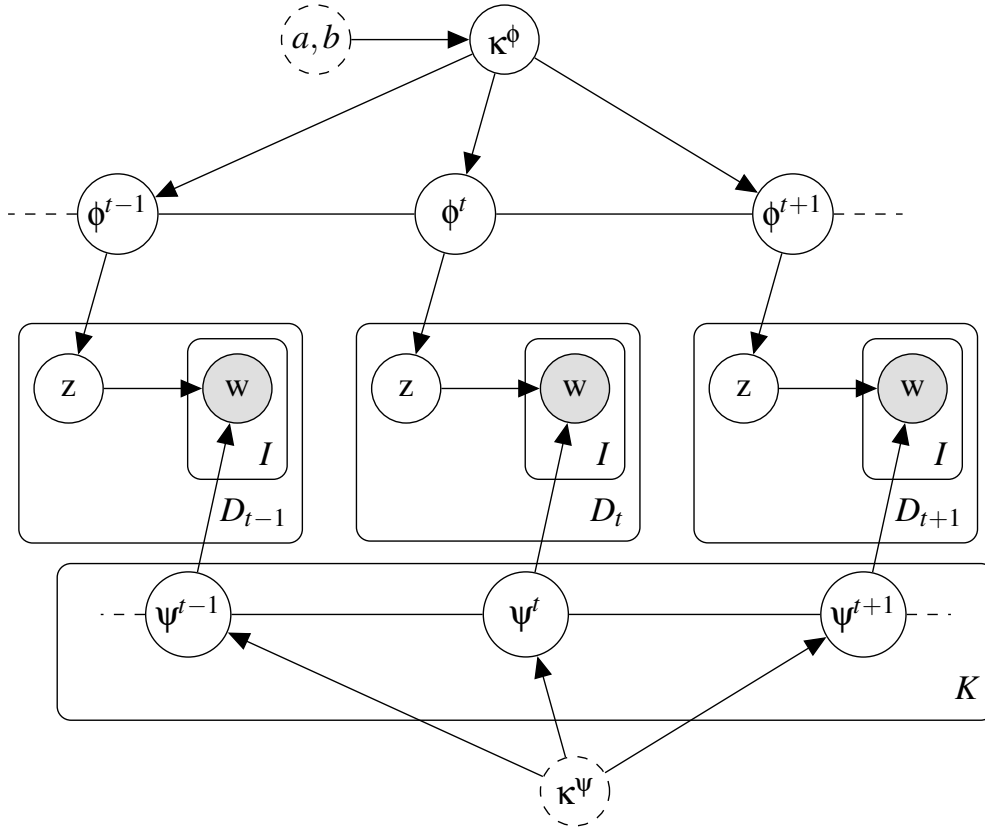 a, b κ^ϕ
ϕ^{t−1} ϕ^t ϕ^{t+1}
z w z w z w
I I I
D_{t−1} D_t D_{t+1}
ψ^{t−1} ψ^t ψ^{t+1}
K
κ^ψ